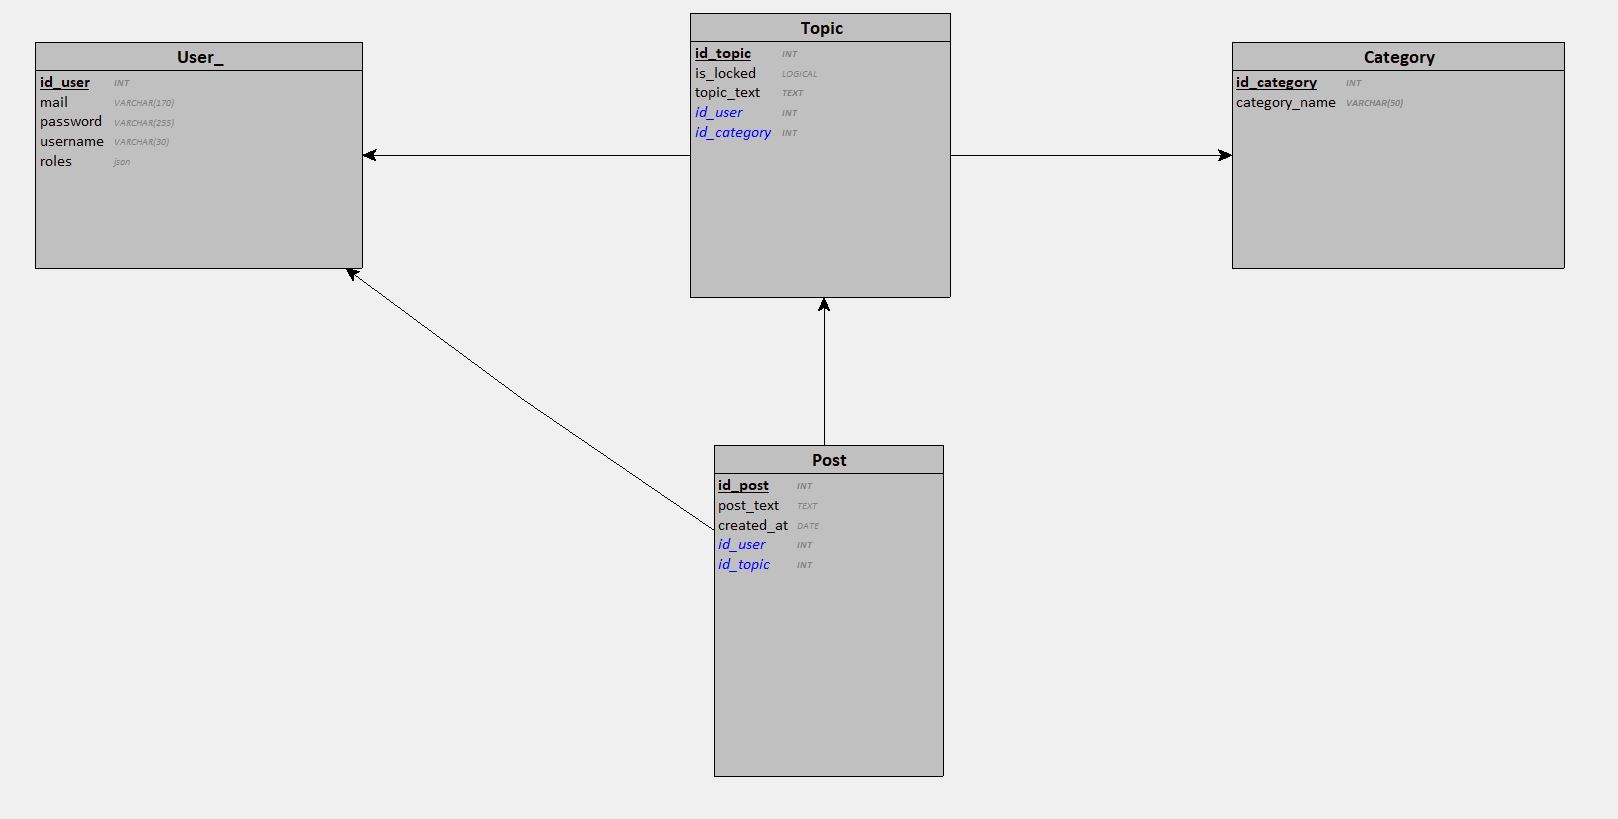 User_
id_user INT
mail VARCHAR(170)
password VARCHAR(255)
username VARCHAR(30)
roles json
Topic
id_topic INT
is_locked LOGICAL
topic_text TEXT
id_user INT
id_category INT
Category
id_category INT
category_name VARCHAR(50)
Post
id_post INT
post_text TEXT
created_at DATE
id_user INT
id_topic INT